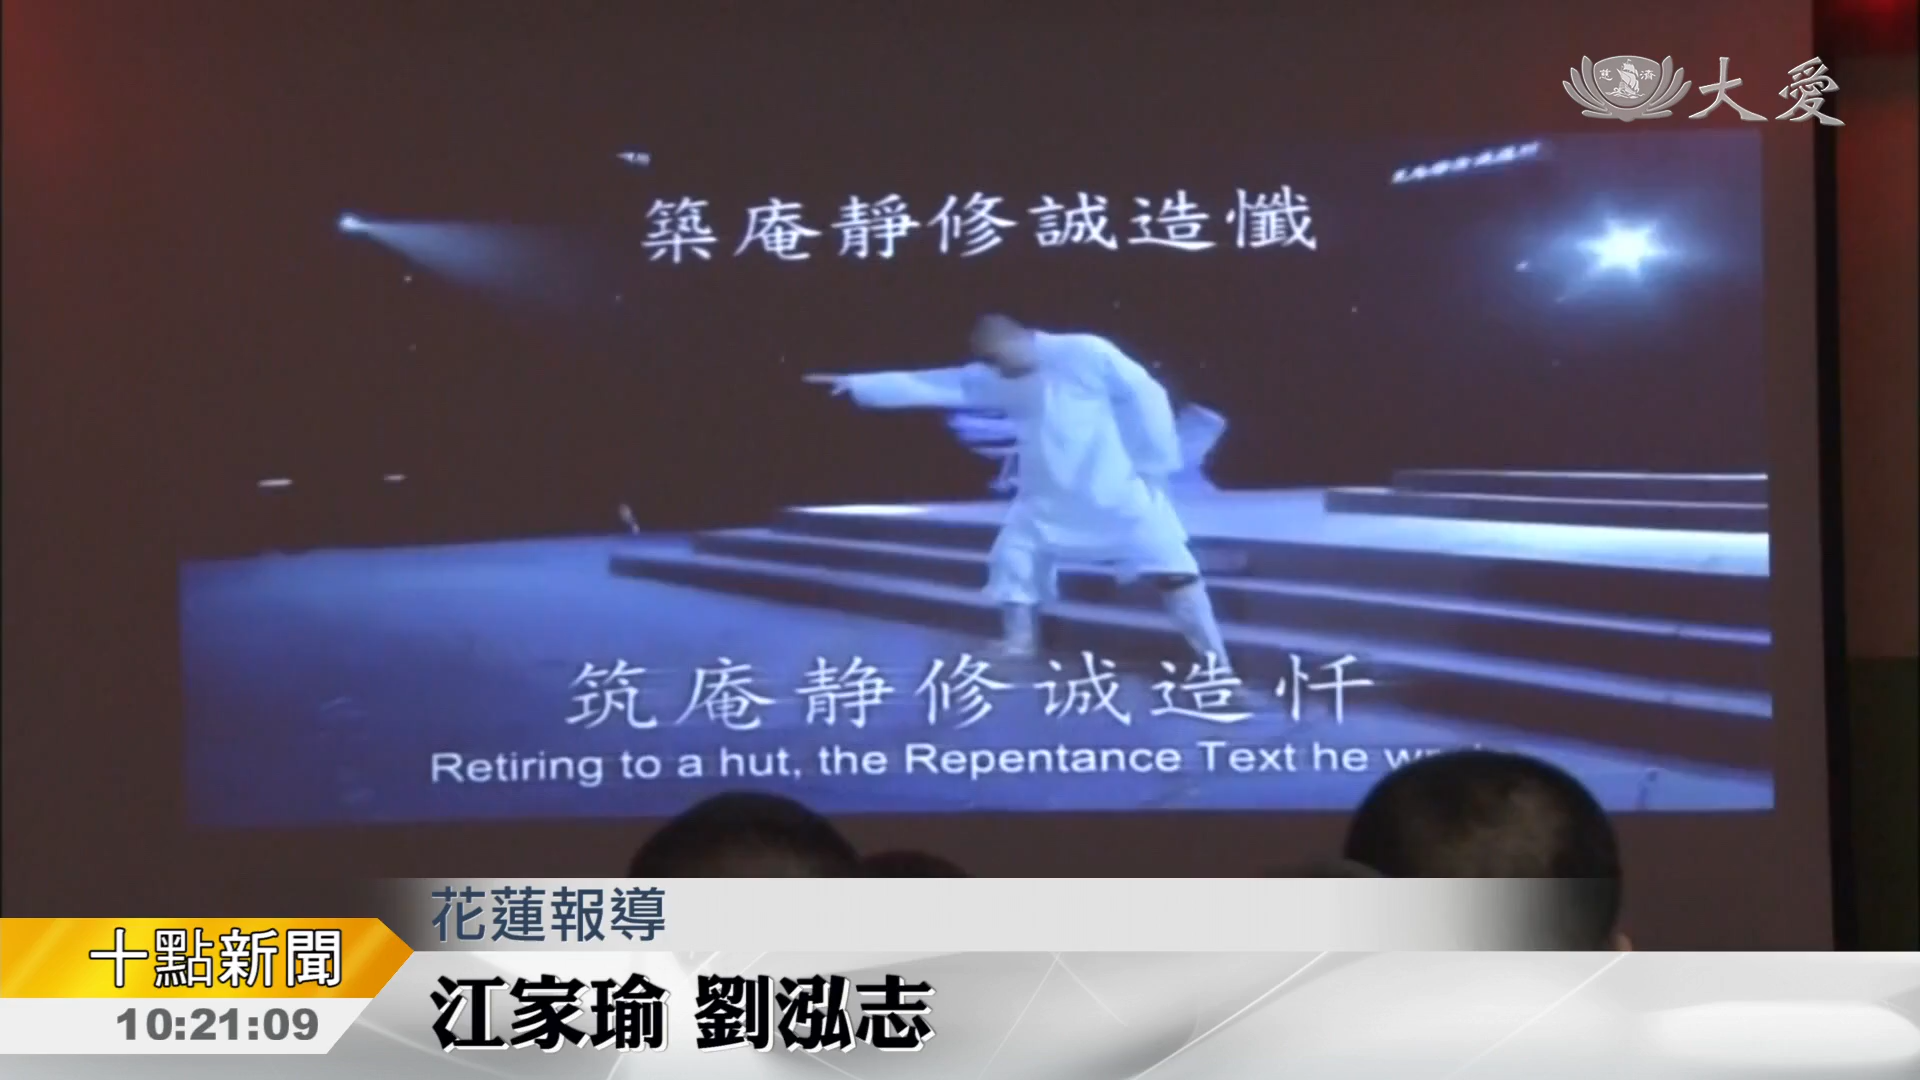 慈濟
大愛
築庵靜修誠造懺
筑庵静修诚造忏
Retiring to a hut, the Repentance Text he
花蓮報導
十點新聞
10:21:09
江家瑜 劉泓志